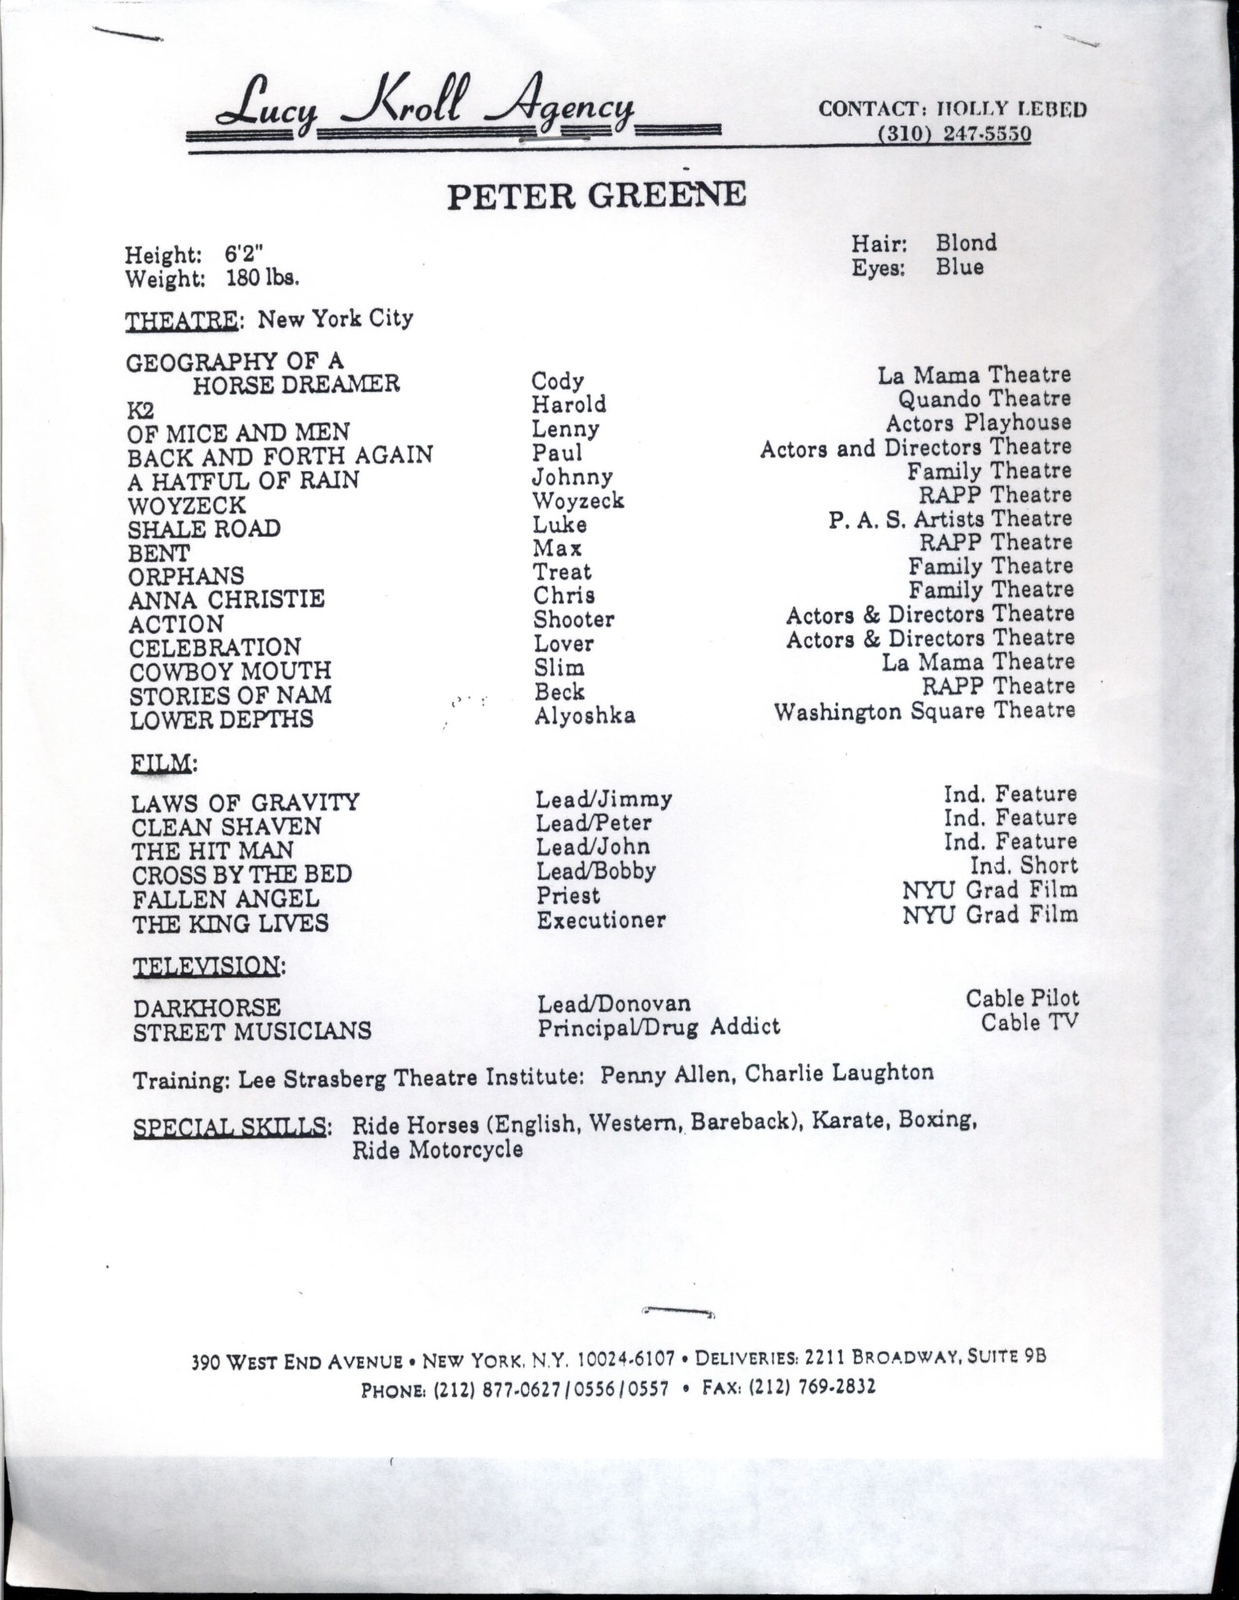 Lucy Kroll Agency
CONTACT: HOLLY LEBED
(310) 247-5550
PETER GREENE
Height: 6'2" Hair: Blond
Weight: 180 lbs. Eyes: Blue
THEATRE: New York City
GEOGRAPHY OF A
HORSE DREAMER Cody La Mama Theatre
K2 Harold Quando Theatre
OF MICE AND MEN Lenny Actors Playhouse
BACK AND FORTH AGAIN Paul Actors and Directors Theatre
A HATFUL OF RAIN Johnny Family Theatre
WOYZECK Woyzeck RAPP Theatre
SHALE ROAD Luke P. A. S. Artists Theatre
BENT Max RAPP Theatre
ORPHANS Treat Family Theatre
ANNA CHRISTIE Chris Family Theatre
ACTION Shooter Actors & Directors Theatre
CELEBRATION Lover Actors & Directors Theatre
COWBOY MOUTH Slim La Mama Theatre
STORIES OF NAM Beck RAPP Theatre
LOWER DEPTHS Alyoshka Washington Square Theatre
FILM:
LAWS OF GRAVITY Lead/Jimmy Ind. Feature
CLEAN SHAVEN Lead/Peter Ind. Feature
THE HIT MAN Lead/John Ind. Feature
CROSS BY THE BED Lead/Bobby Ind. Short
FALLEN ANGEL Priest NYU Grad Film
THE KING LIVES Executioner NYU Grad Film
TELEVISION:
DARKHORSE Lead/Donovan Cable Pilot
STREET MUSICIANS Principal/Drug Addict Cable TV
Training: Lee Strasberg Theatre Institute: Penny Allen, Charlie Laughton
SPECIAL SKILLS: Ride Horses (English, Western, Bareback), Karate, Boxing,
Ride Motorcycle
390 WEST END AVENUE • NEW YORK, N.Y. 10024-6107 • DELIVERIES: 2211 BROADWAY, SUITE 9B
PHONE: (212) 877-0627/0556/0557 • FAX: (212) 769-2832